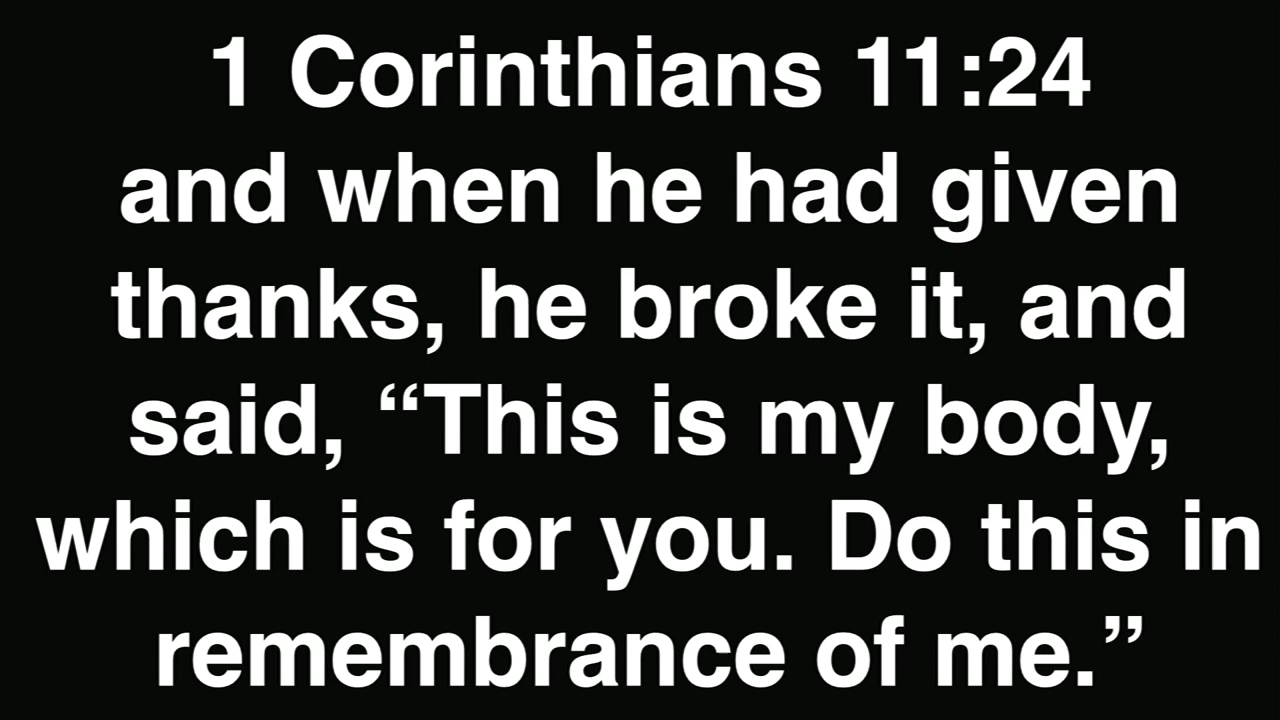 1 Corinthians 11:24
and when he had given
thanks, he broke it, and
said, “This is my body,
which is for you. Do this in
remembrance of me.”